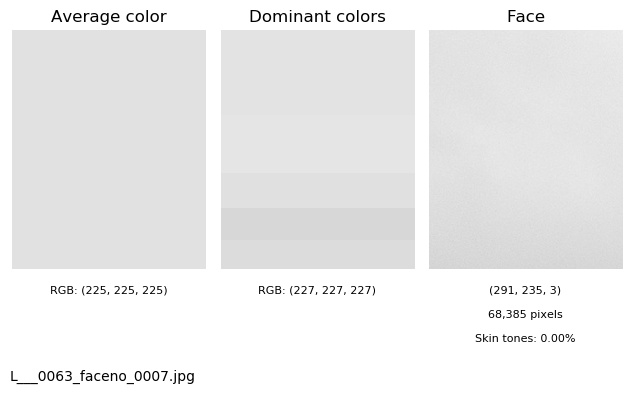 Average color
Dominant colors
Face
RGB: (225, 225, 225)
RGB: (227, 227, 227)
(291, 235, 3)
68,385 pixels
Skin tones: 0.00%
L___0063_faceno_0007.jpg